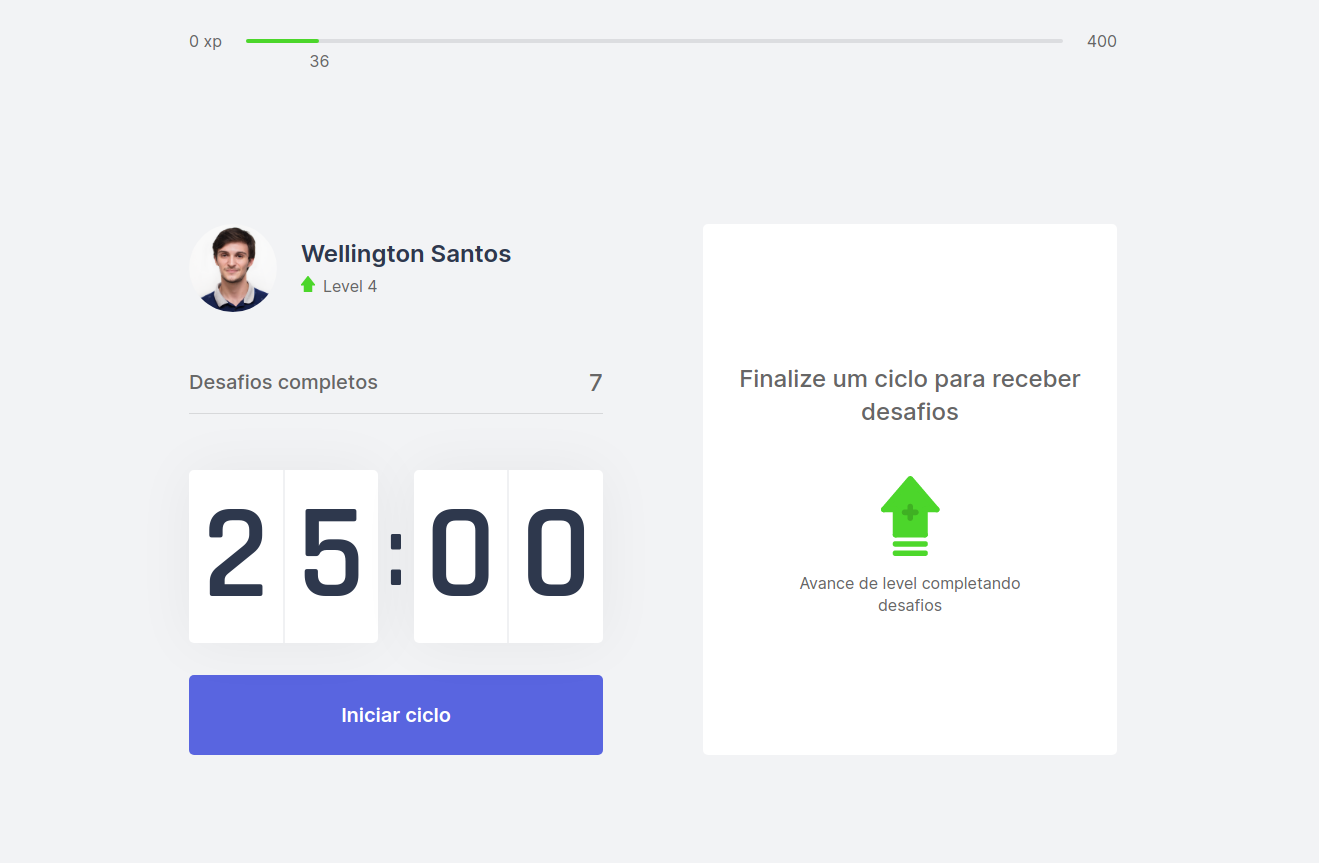 0 xp
400
36
Wellington Santos
Level 4
Desafios completos
7
25:00
Iniciar ciclo
Finalize um ciclo para receber
desafios
Avance de level completando
desafios